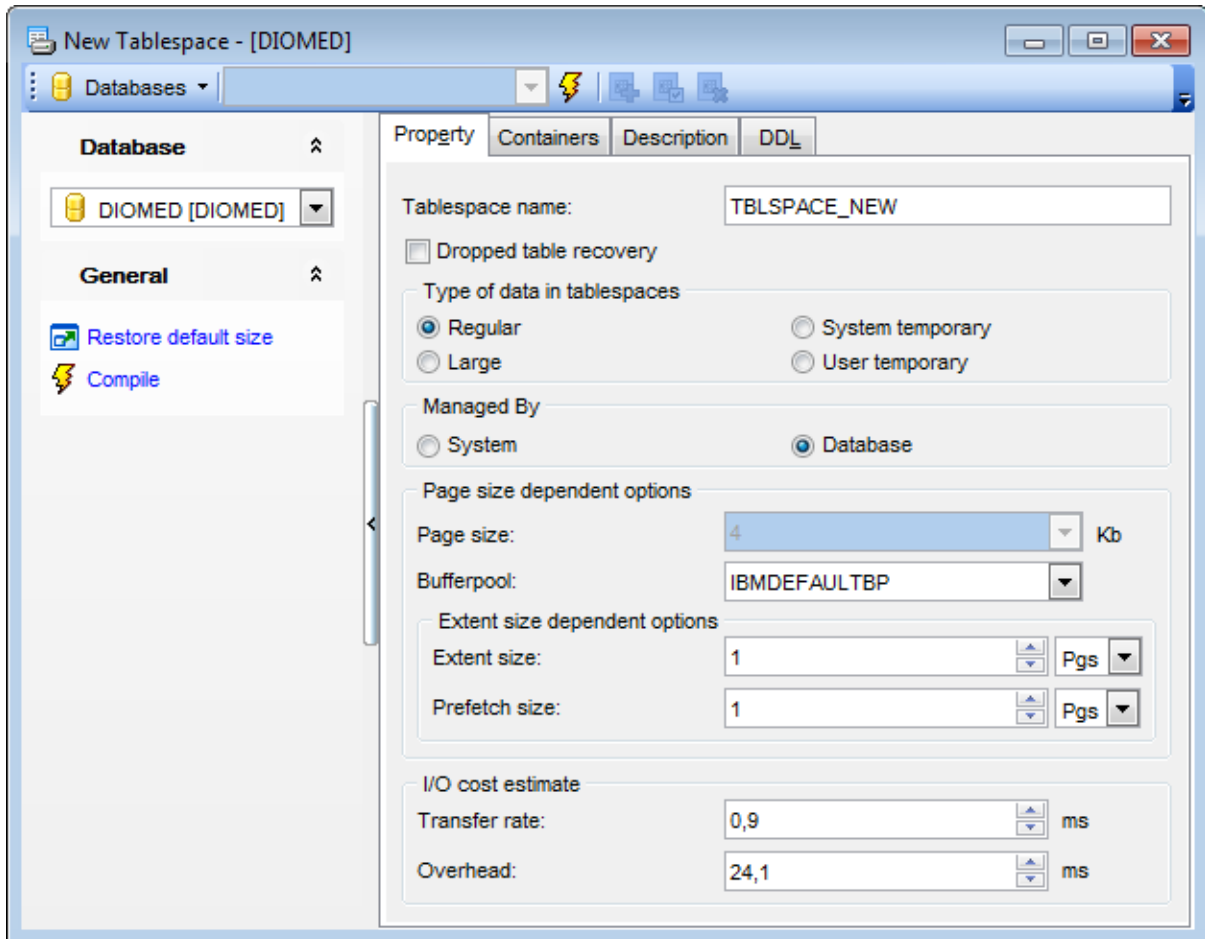 New Tablespace - [DIOMED]
Databases
Database
DIOMED [DIOMED]
General
Restore default size
Compile
Property Containers Description DDL
Tablespace name: TBLSPACE_NEW
Dropped table recovery
Type of data in tablespaces
Regular System temporary
Large User temporary
Managed By
System Database
Page size dependent options
Page size: 4 Kb
Bufferpool: IBMDEFAULTBP
Extent size dependent options
Extent size: 1 Pgs
Prefetch size: 1 Pgs
I/O cost estimate
Transfer rate: 0,9 ms
Overhead: 24,1 ms